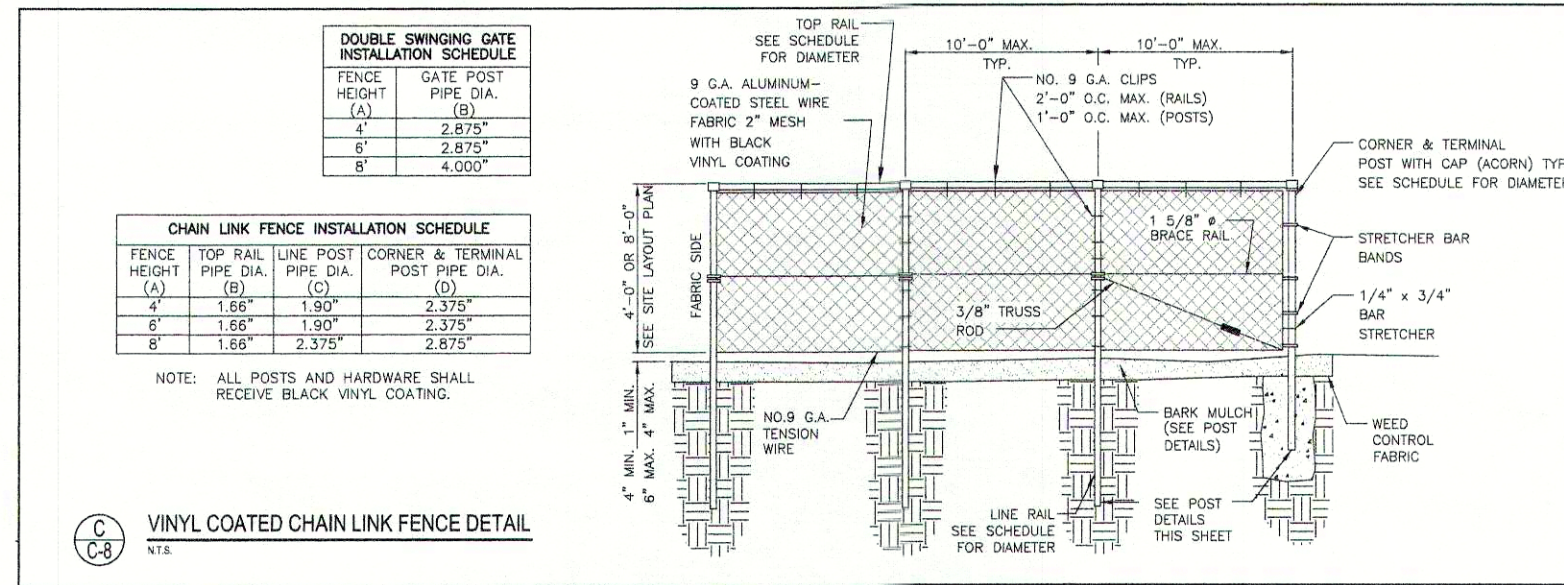 DOUBLE SWINGING GATE
INSTALLATION SCHEDULE
FENCE HEIGHT (A) GATE POST PIPE DIA. (B)
4' 2.875"
6' 2.875"
8' 4.000"
CHAIN LINK FENCE INSTALLATION SCHEDULE
FENCE HEIGHT (A) TOP RAIL PIPE DIA. (B) LINE POST PIPE DIA. (C) CORNER & TERMINAL POST PIPE DIA. (D)
4' 1.66" 1.90" 2.375"
6' 1.66" 1.90" 2.375"
8' 1.66" 2.375" 2.875"
NOTE: ALL POSTS AND HARDWARE SHALL
RECEIVE BLACK VINYL COATING.
C
C-8
VINYL COATED CHAIN LINK FENCE DETAIL
N.T.S.
TOP RAIL
SEE SCHEDULE
FOR DIAMETER
9 G.A. ALUMINUM-
COATED STEEL WIRE
FABRIC 2" MESH
WITH BLACK
VINYL COATING
10'-0" MAX.
TYP.
10'-0" MAX.
TYP.
NO. 9 G.A. CLIPS
2'-0" O.C. MAX. (RAILS)
1'-0" O.C. MAX. (POSTS)
CORNER & TERMINAL
POST WITH CAP (ACORN) TYP
SEE SCHEDULE FOR DIAMETER
4'-0" OR 8'-0"
SEE SITE LAYOUT PLAN
FABRIC SIDE
1 5/8" ø
BRACE RAIL
STRETCHER BAR
BANDS
3/8" TRUSS
ROD
1/4" x 3/4"
BAR
STRETCHER
4" MIN. 1" MIN.
6" MAX. 4" MAX.
NO.9 G.A.
TENSION
WIRE
BARK MULCH
(SEE POST
DETAILS)
WEED
CONTROL
FABRIC
LINE RAIL
SEE SCHEDULE
FOR DIAMETER
SEE POST
DETAILS
THIS SHEET